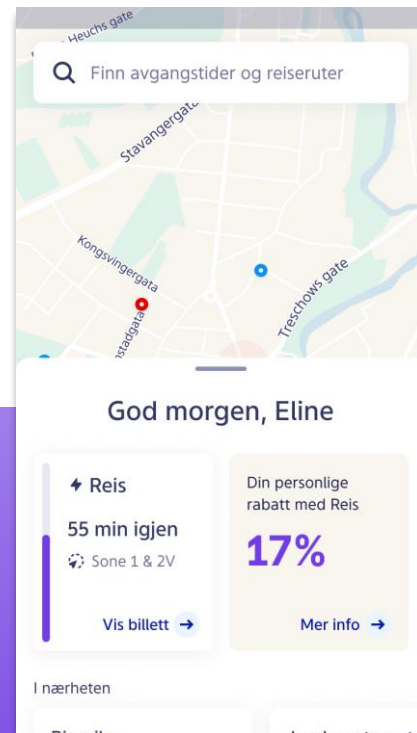 Heuchs gate
Finn avgangstider og reiseruter
Stavangergata
Kongsvingergata
Treschows gate
God morgen, Eline
Reis
55 min igjen
Sone 1 & 2V
Vis billett →
Din personlige
rabatt med Reis
17%
Mer info →
I nærheten